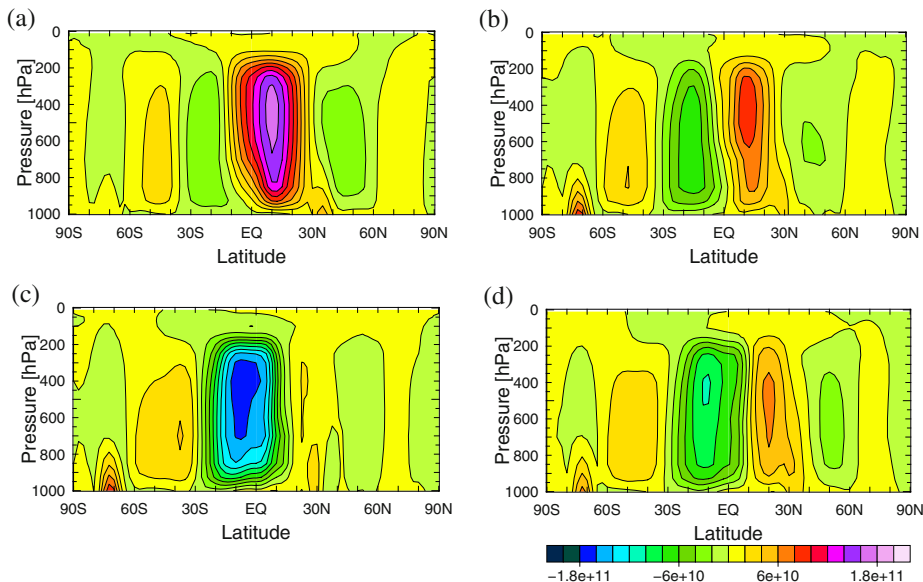 (a)
Pressure [hPa]
0
200
400
600
800
1000
90S 60S 30S EQ 30N 60N 90N
Latitude
(b)
Pressure [hPa]
0
200
400
600
800
1000
90S 60S 30S EQ 30N 60N 90N
Latitude
(c)
Pressure [hPa]
0
200
400
600
800
1000
90S 60S 30S EQ 30N 60N 90N
Latitude
(d)
Pressure [hPa]
0
200
400
600
800
1000
90S 60S 30S EQ 30N 60N 90N
Latitude
−1.8e+11 −6e+10 6e+10 1.8e+11